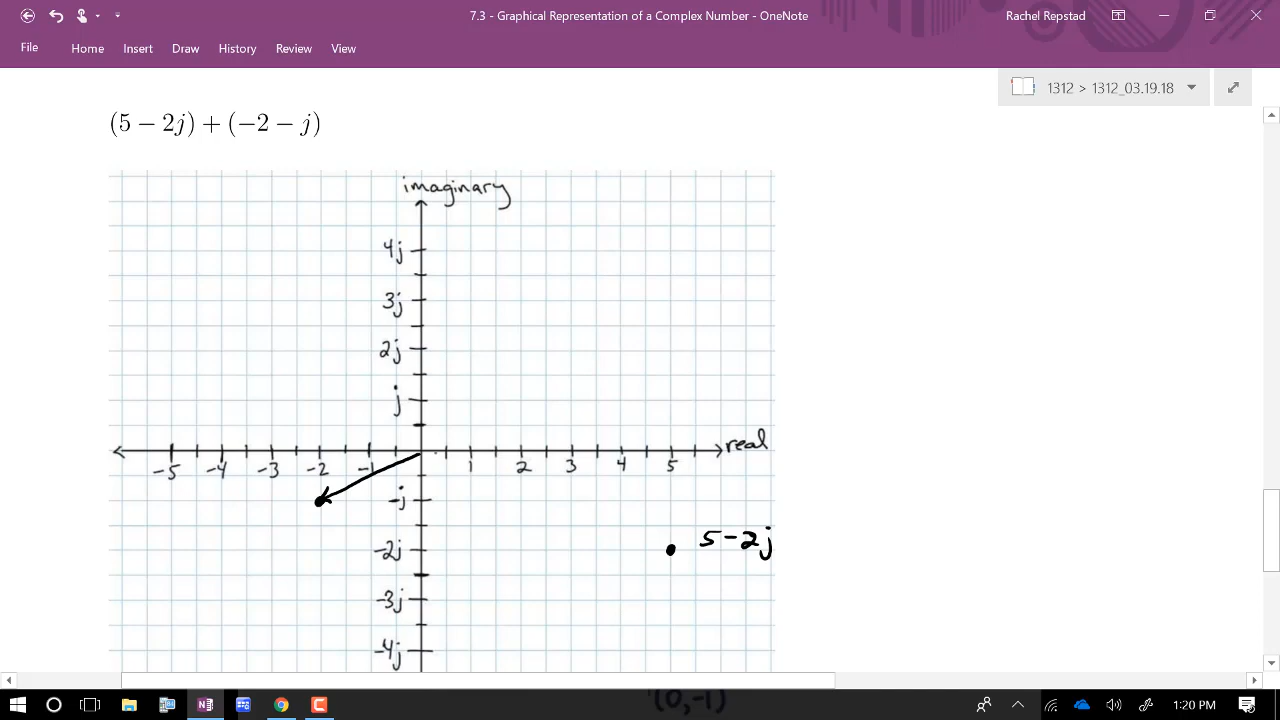 7.3 - Graphical Representation of a Complex Number - OneNote
Rachel Repstad
File Home Insert Draw History Review View
1312 > 1312_03.19.18
(5 − 2j) + (−2 − j)
imaginary
4j
3j
2j
j
real
-5 -4 -3 -2 -1 1 2 3 4 5
-j
5-2j
-2j
-3j
-4j
(0,-1)
1:20 PM